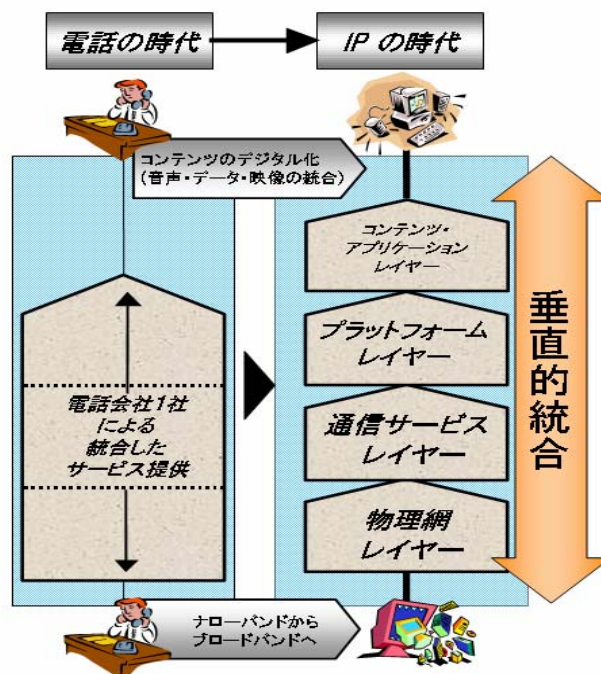 電話の時代
IP の時代
コンテンツのデジタル化
(音声・データ・映像の統合)
コンテンツ・
アプリケーション
レイヤー
プラットフォーム
レイヤー
電話会社1社
による
統合した
サービス提供
通信サービス
レイヤー
物理網
レイヤー
垂直的統合
ナローバンドから
ブロードバンドへ